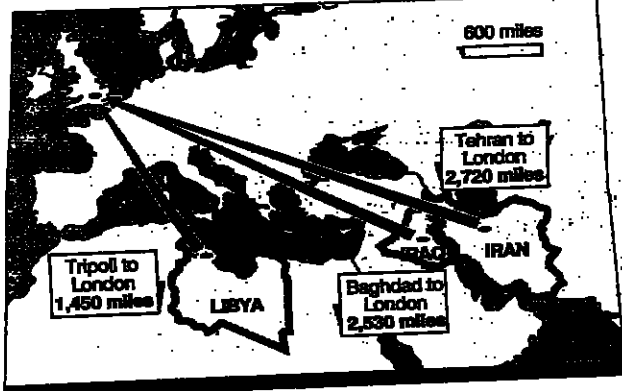 600 miles
Tehran to
London
2,720 miles
IRAQ
IRAN
Tripoli to
London
1,450 miles
LIBYA
Baghdad to
London
2,530 miles